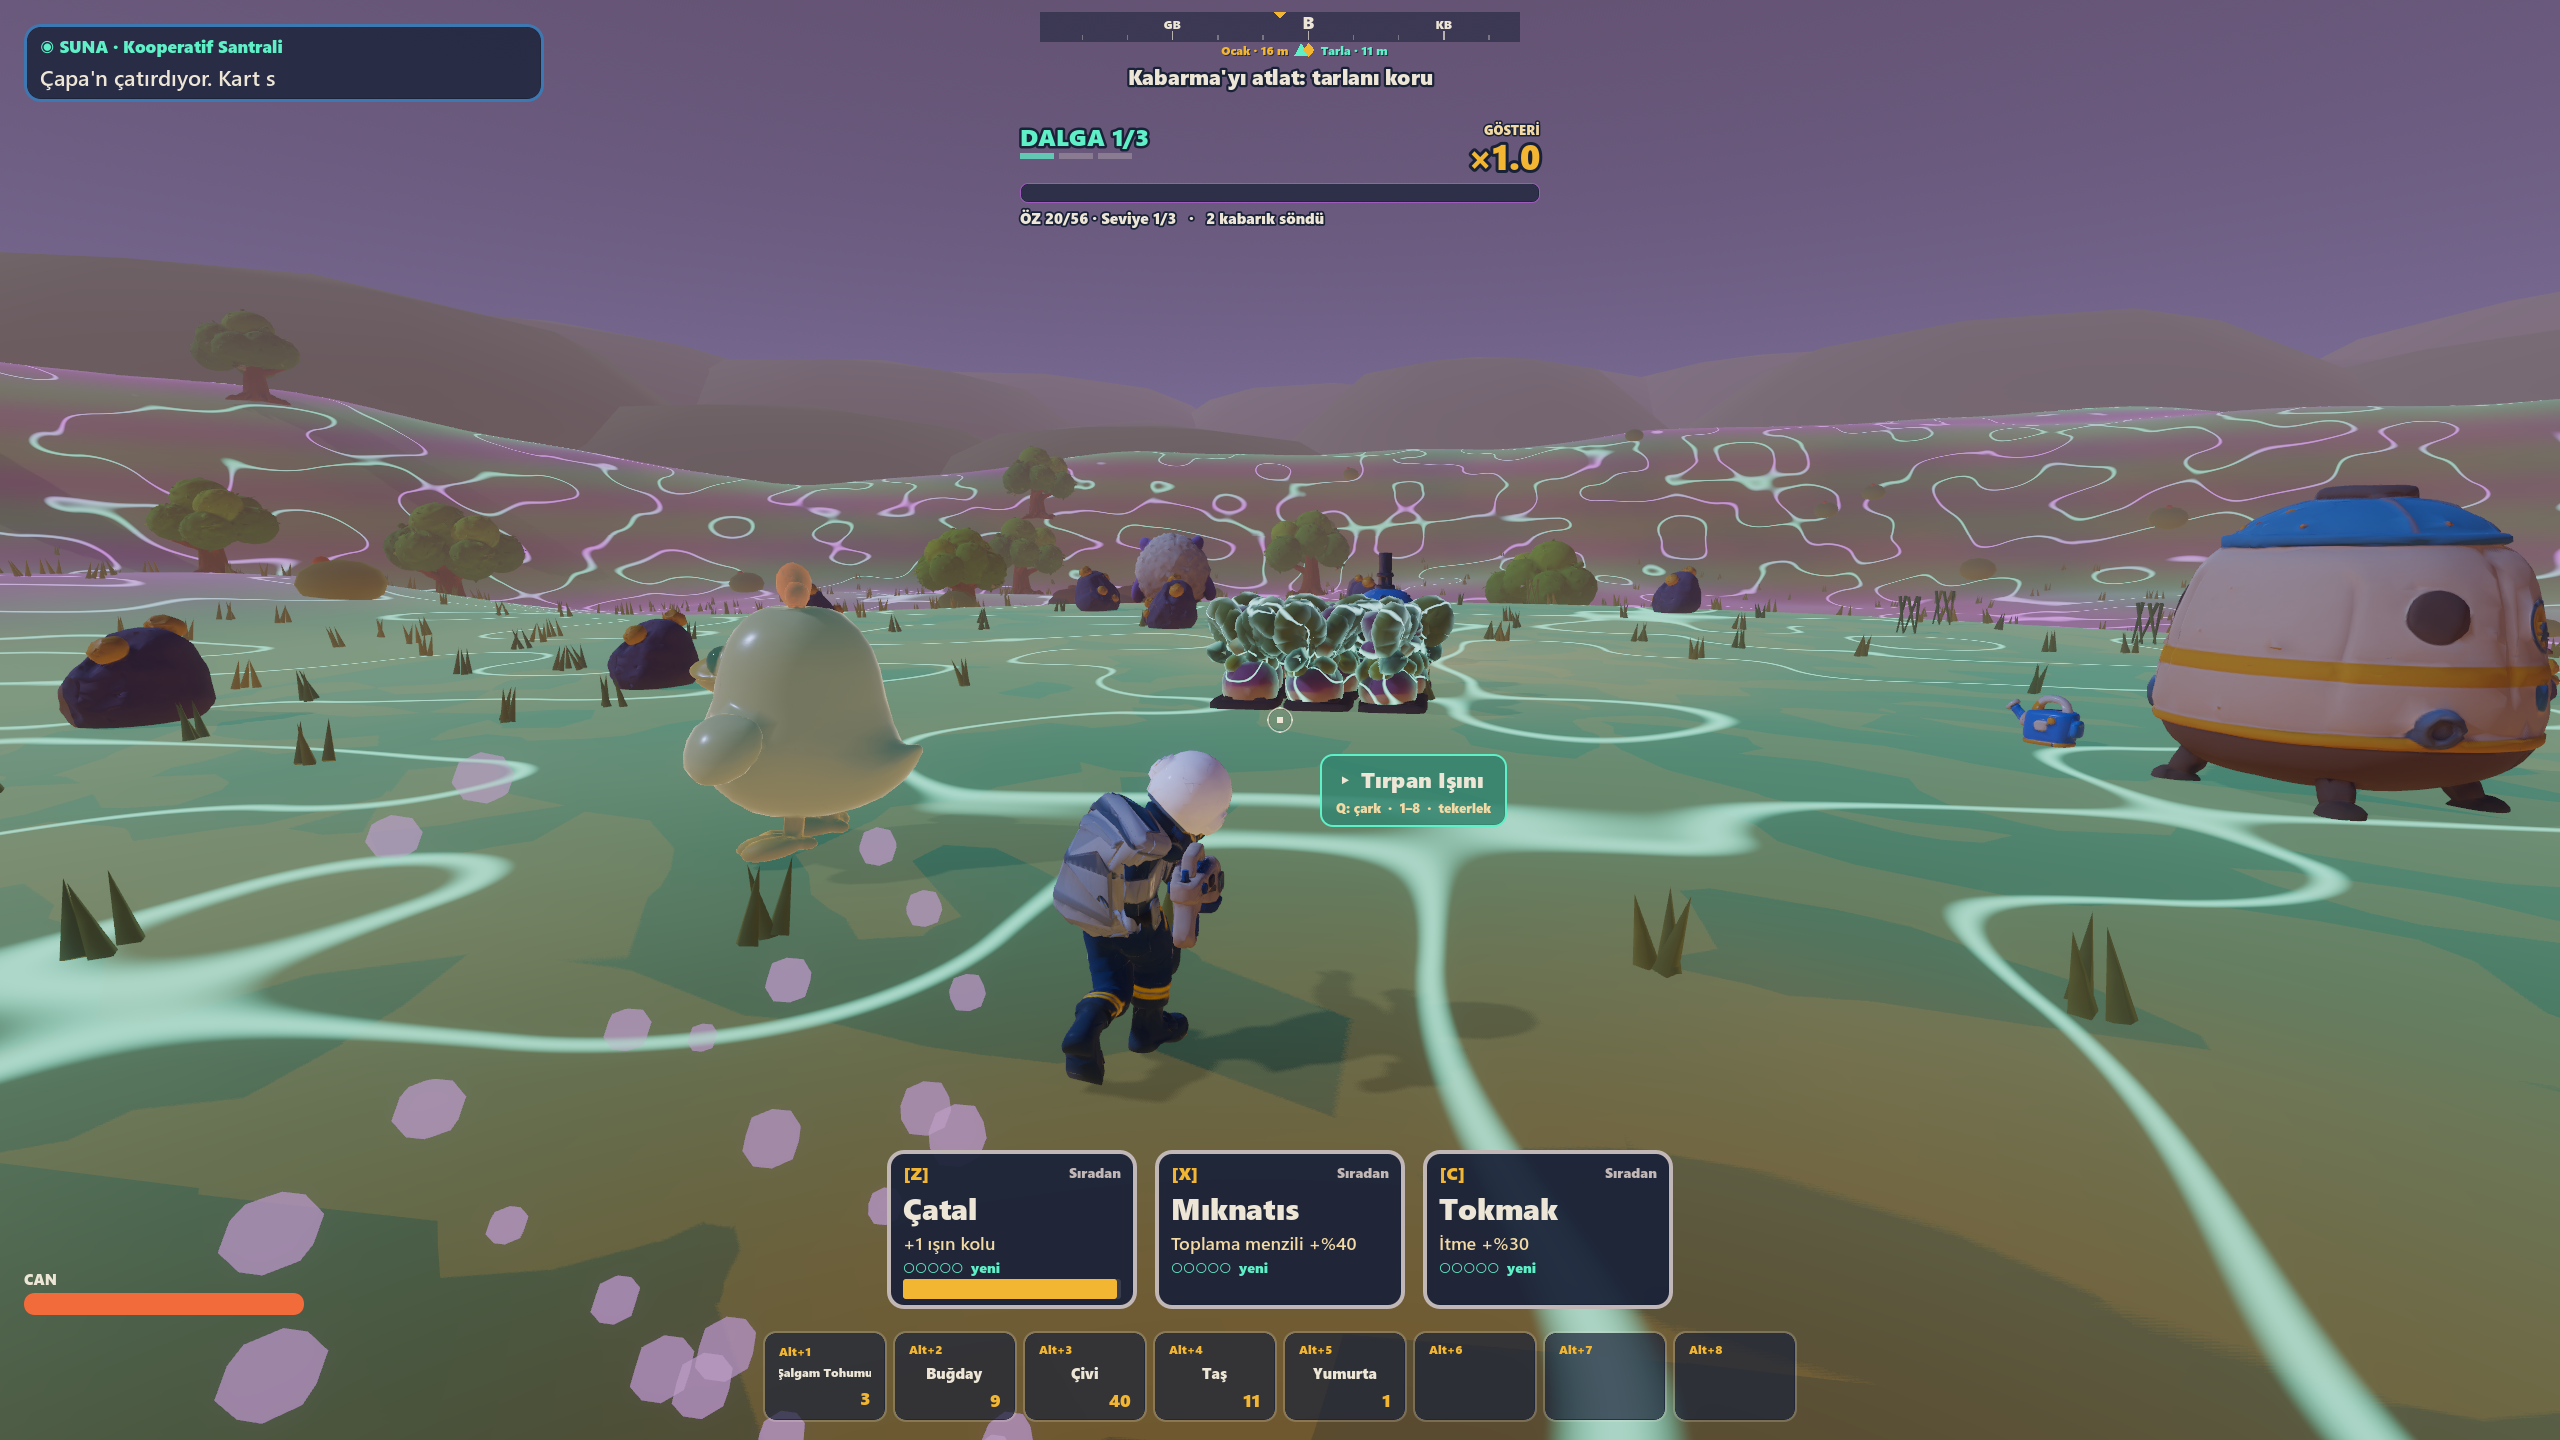 ◉ SUNA · Kooperatif Santrali
Çapa'n çatırdıyor. Kart s
GB B KB
Ocak · 16 m Tarla · 11 m
Kabarma'yı atlat: tarlanı koru
DALGA 1/3
GÖSTERİ
×1.0
ÖZ 20/56 · Seviye 1/3 · 2 kabarık söndü
▸ Tırpan Işını
Q: çark · 1–8 · tekerlek
[Z] Sıradan
Çatal
+1 ışın kolu
○○○○○ yeni
[X] Sıradan
Mıknatıs
Toplama menzili +%40
○○○○○ yeni
[C] Sıradan
Tokmak
İtme +%30
○○○○○ yeni
CAN
Alt+1
Şalgam Tohumu
3
Alt+2
Buğday
9
Alt+3
Çivi
40
Alt+4
Taş
11
Alt+5
Yumurta
1
Alt+6
Alt+7
Alt+8